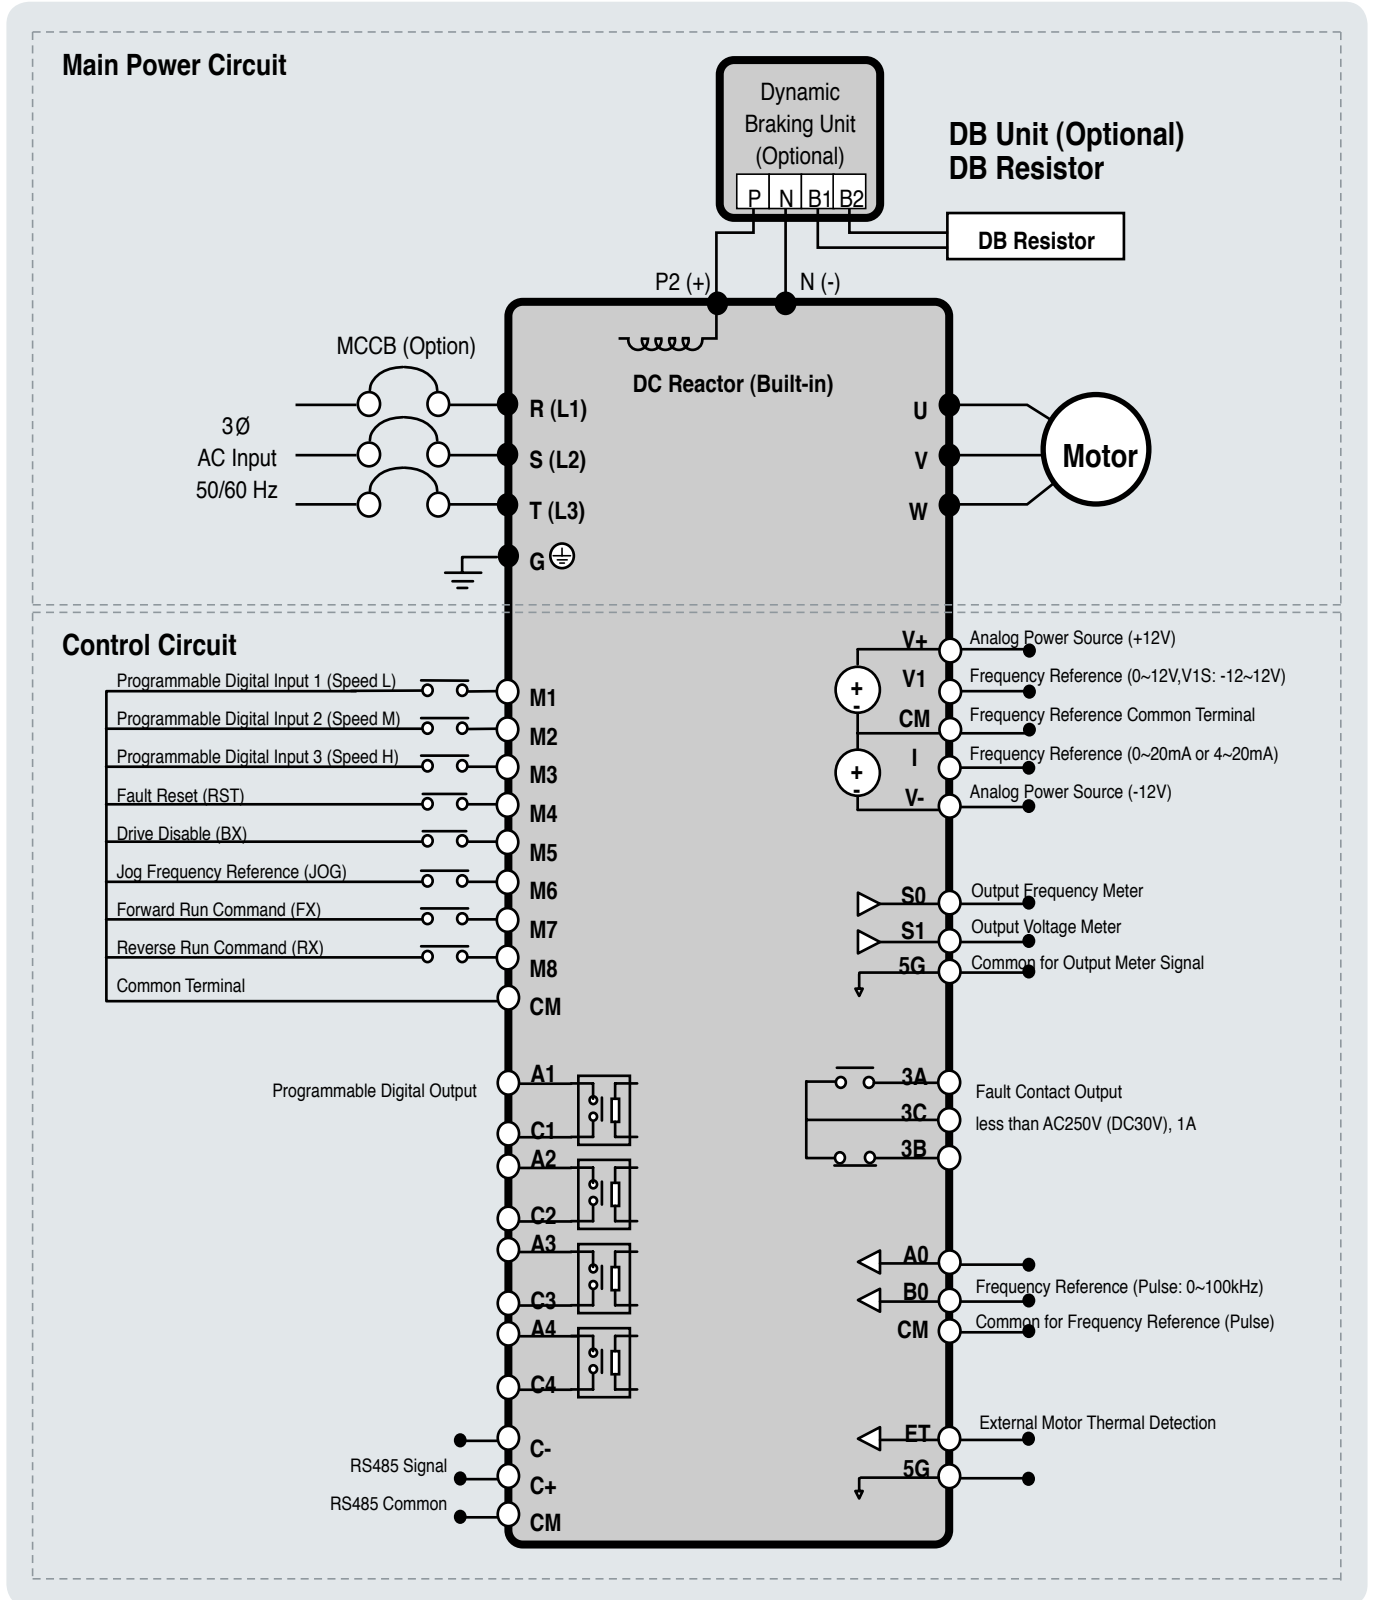 Main Power Circuit
Dynamic
Braking Unit
(Optional)
P N B1 B2
DB Unit (Optional)
DB Resistor
DB Resistor
P2 (+)
N (-)
MCCB (Option)
DC Reactor (Built-in)
3Ø
AC Input
50/60 Hz
R (L1)
S (L2)
T (L3)
G
U
V
W
Motor
Control Circuit
Programmable Digital Input 1 (Speed L)
M1
Programmable Digital Input 2 (Speed M)
M2
Programmable Digital Input 3 (Speed H)
M3
Fault Reset (RST)
M4
Drive Disable (BX)
M5
Jog Frequency Reference (JOG)
M6
Forward Run Command (FX)
M7
Reverse Run Command (RX)
M8
Common Terminal
CM
Programmable Digital Output
A1
C1
A2
C2
A3
C3
A4
C4
C-
RS485 Signal
C+
RS485 Common
CM
V+
Analog Power Source (+12V)
V1
Frequency Reference (0~12V,V1S: -12~12V)
CM
Frequency Reference Common Terminal
I
Frequency Reference (0~20mA or 4~20mA)
V-
Analog Power Source (-12V)
+
-
+
-
S0
Output Frequency Meter
S1
Output Voltage Meter
5G
Common for Output Meter Signal
3A
Fault Contact Output
3C
less than AC250V (DC30V), 1A
3B
A0
B0
Frequency Reference (Pulse: 0~100kHz)
CM
Common for Frequency Reference (Pulse)
ET
External Motor Thermal Detection
5G